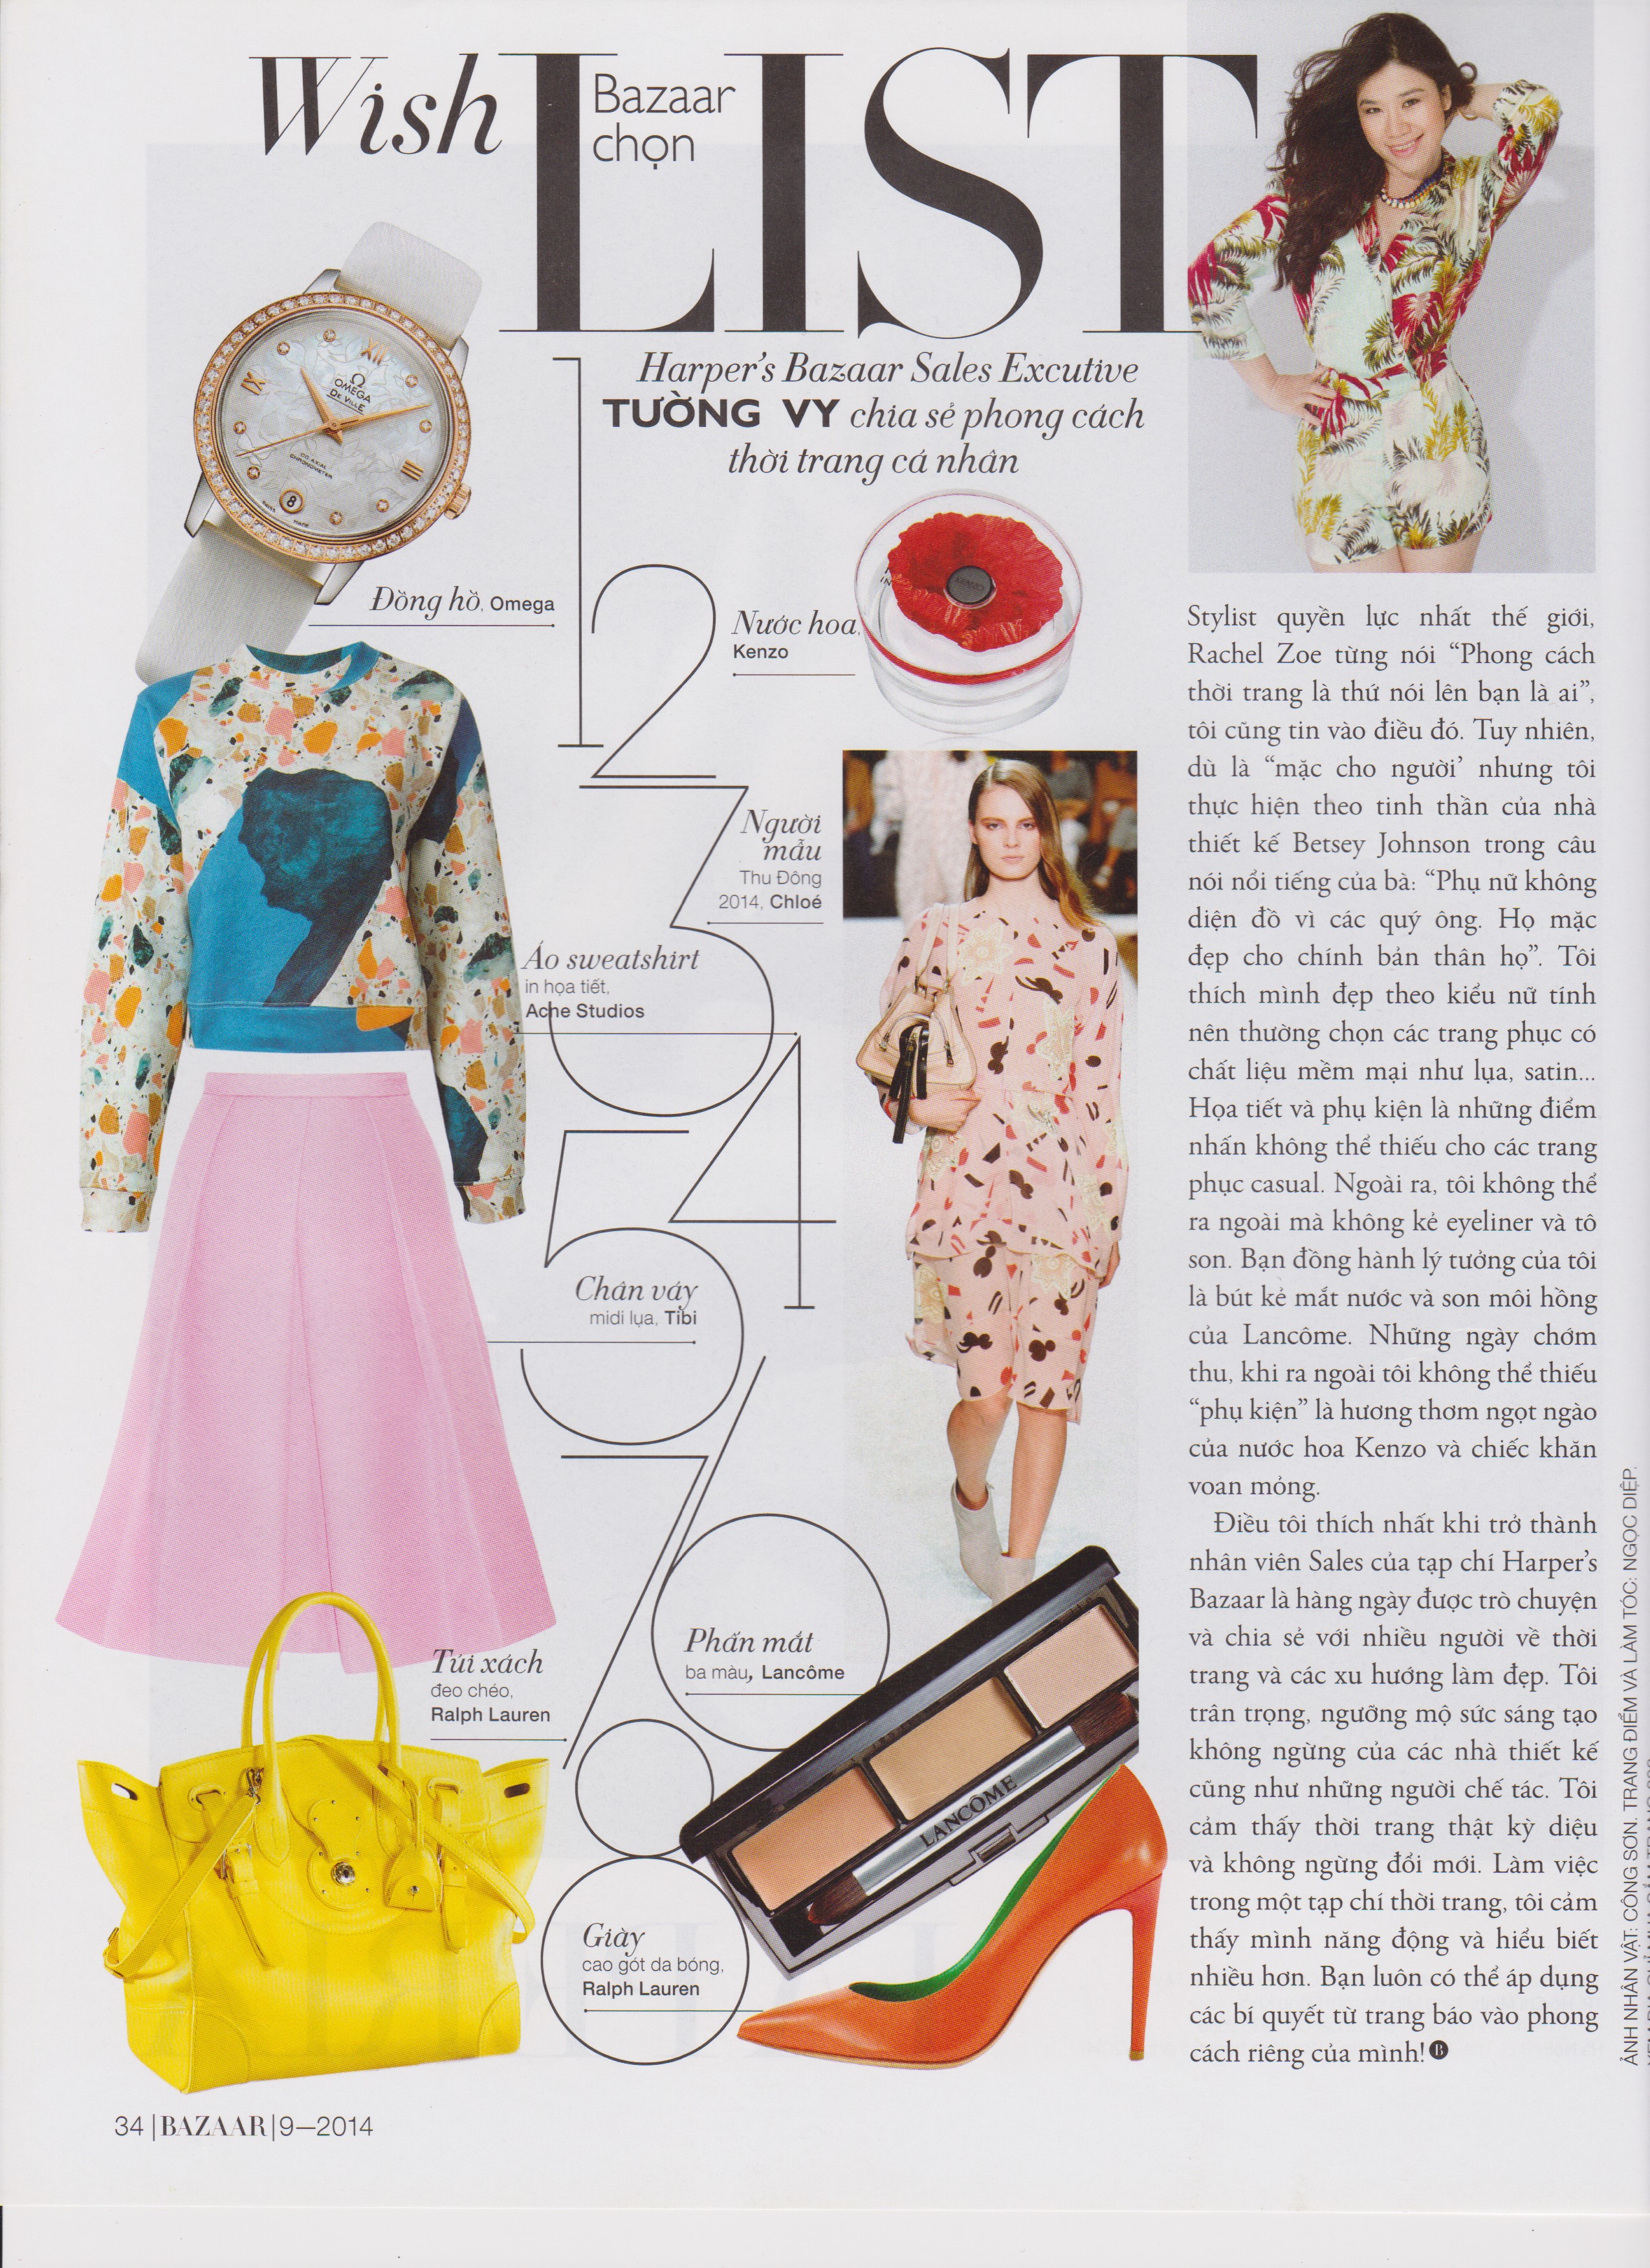 Wish LIST
Bazaar
chọn
Harper's Bazaar Sales Excutive
TƯỜNG VY chia sẻ phong cách
thời trang cá nhân
XII
IX
III
Ω
OMEGA
DE VILLE
CO-AXIAL
CHRONOMETER
8
SWISS MADE
Đồng hồ, Omega
1
2
Nước hoa,
Kenzo
KENZO
3
Người
mẫu
Thu Đông
2014, Chloé
Áo sweatshirt
in họa tiết,
Acne Studios
4
5
Chân váy
midi lụa, Tibi
6
Phấn mắt
ba màu, Lancôme
LANCÔME
7
Túi xách
đeo chéo,
Ralph Lauren
8
Giày
cao gót da bóng,
Ralph Lauren
Stylist quyền lực nhất thế giới,
Rachel Zoe từng nói “Phong cách
thời trang là thứ nói lên bạn là ai”,
tôi cũng tin vào điều đó. Tuy nhiên,
dù là “mặc cho người’ nhưng tôi
thực hiện theo tinh thần của nhà
thiết kế Betsey Johnson trong câu
nói nổi tiếng của bà: “Phụ nữ không
diện đồ vì các quý ông. Họ mặc
đẹp cho chính bản thân họ”. Tôi
thích mình đẹp theo kiểu nữ tính
nên thường chọn các trang phục có
chất liệu mềm mại như lụa, satin...
Họa tiết và phụ kiện là những điểm
nhấn không thể thiếu cho các trang
phục casual. Ngoài ra, tôi không thể
ra ngoài mà không kẻ eyeliner và tô
son. Bạn đồng hành lý tưởng của tôi
là bút kẻ mắt nước và son môi hồng
của Lancôme. Những ngày chớm
thu, khi ra ngoài tôi không thể thiếu
“phụ kiện” là hương thơm ngọt ngào
của nước hoa Kenzo và chiếc khăn
voan mỏng.
Điều tôi thích nhất khi trở thành
nhân viên Sales của tạp chí Harper’s
Bazaar là hàng ngày được trò chuyện
và chia sẻ với nhiều người về thời
trang và các xu hướng làm đẹp. Tôi
trân trọng, ngưỡng mộ sức sáng tạo
không ngừng của các nhà thiết kế
cũng như những người chế tác. Tôi
cảm thấy thời trang thật kỳ diệu
và không ngừng đổi mới. Làm việc
trong một tạp chí thời trang, tôi cảm
thấy mình năng động và hiểu biết
nhiều hơn. Bạn luôn có thể áp dụng
các bí quyết từ trang báo vào phong
cách riêng của mình! B
ẢNH NHÂN VẬT: CÔNG SƠN. TRANG ĐIỂM VÀ LÀM TÓC: NGỌC DIỆP.
34 | BAZAAR | 9—2014